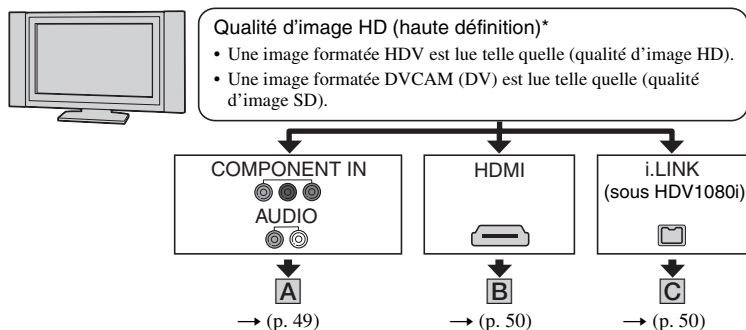 Qualité d’image HD (haute définition)*
• Une image formatée HDV est lue telle quelle (qualité d’image HD).
• Une image formatée DVCAM (DV) est lue telle quelle (qualité
d’image SD).
COMPONENT IN
AUDIO
HDMI
i.LINK
(sous HDV1080i)
A
B
C
→ (p. 49)
→ (p. 50)
→ (p. 50)